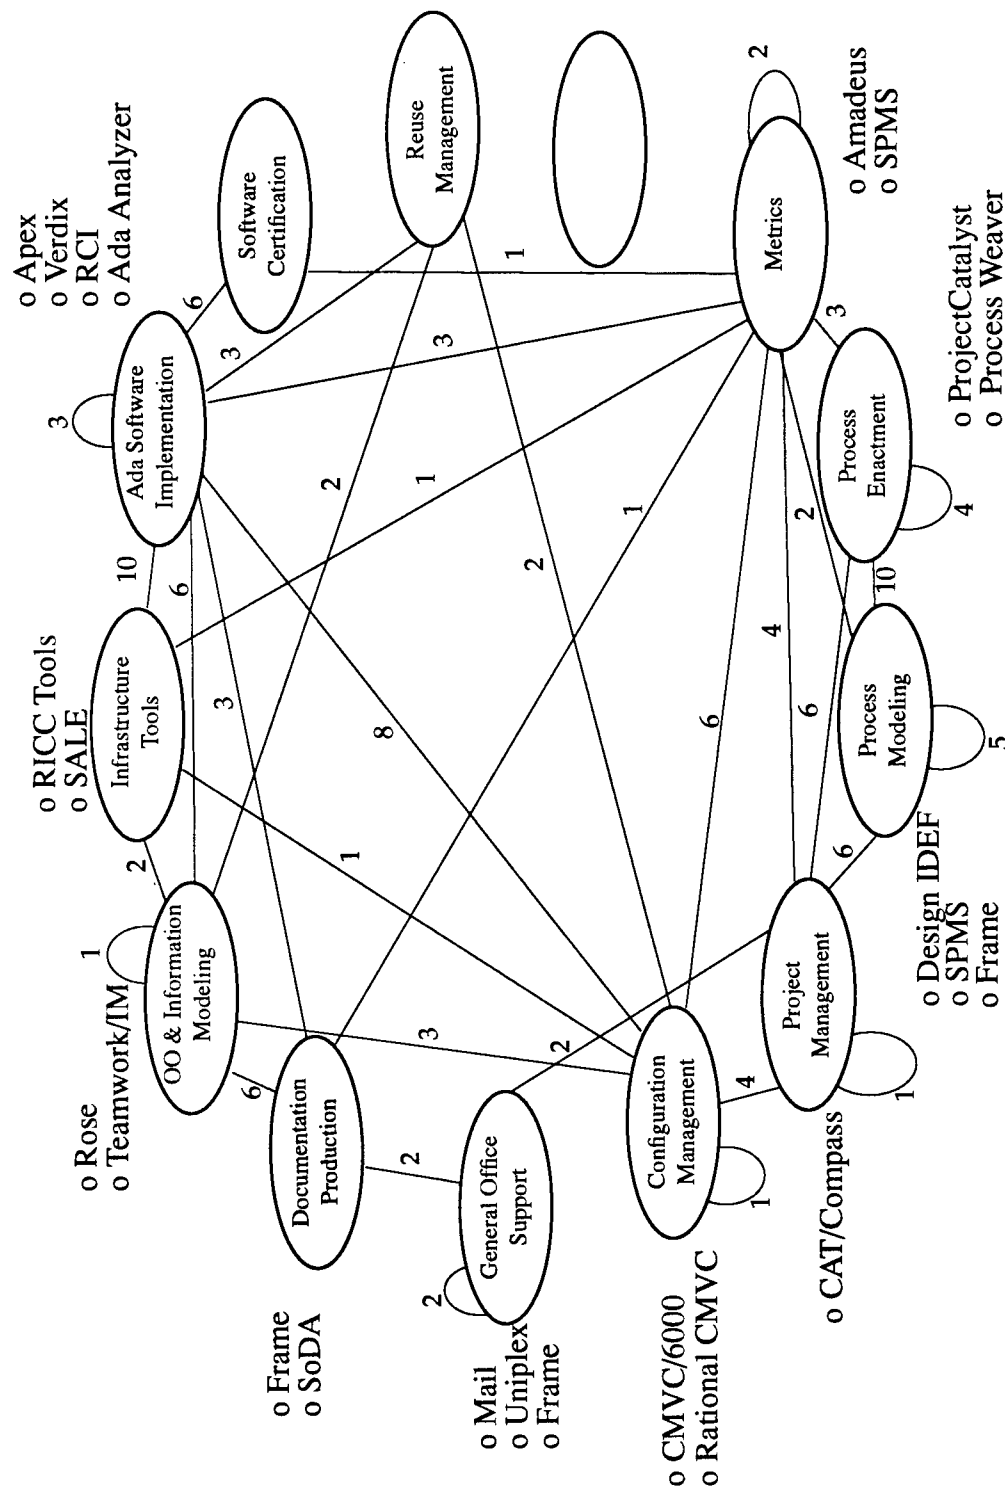 o Rose
o Teamwork/IM
o RICC Tools
o SALE
o Apex
o Verdix
o RCI
o Ada Analyzer
1
2
10
3
OO & Information
Modeling
Infrastructure
Tools
Ada Software
Implementation
6
Software
Certification
6
6
3
3
Reuse
Management
o Frame
o SoDA
Documentation
Production
3
2
3
1
1
2
3
1
8
2
1
General Office
Support
2
2
o Mail
o Uniplex
o Frame
Configuration
Management
1
4
6
4
6
2
3
Metrics
2
o CMVC/6000
o Rational CMVC
Project
Management
1
6
10
o Amadeus
o SPMS
o CAT/Compass
Process
Modeling
5
Process
Enactment
4
o Design IDEF
o SPMS
o Frame
o ProjectCatalyst
o Process Weaver